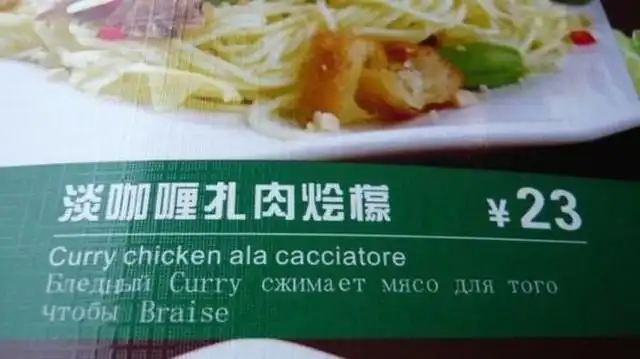 淡咖喱扎肉烩檬
¥23
Curry chicken ala cacciatore
Бледный Curry сжимает мясо для того
чтобы Braise